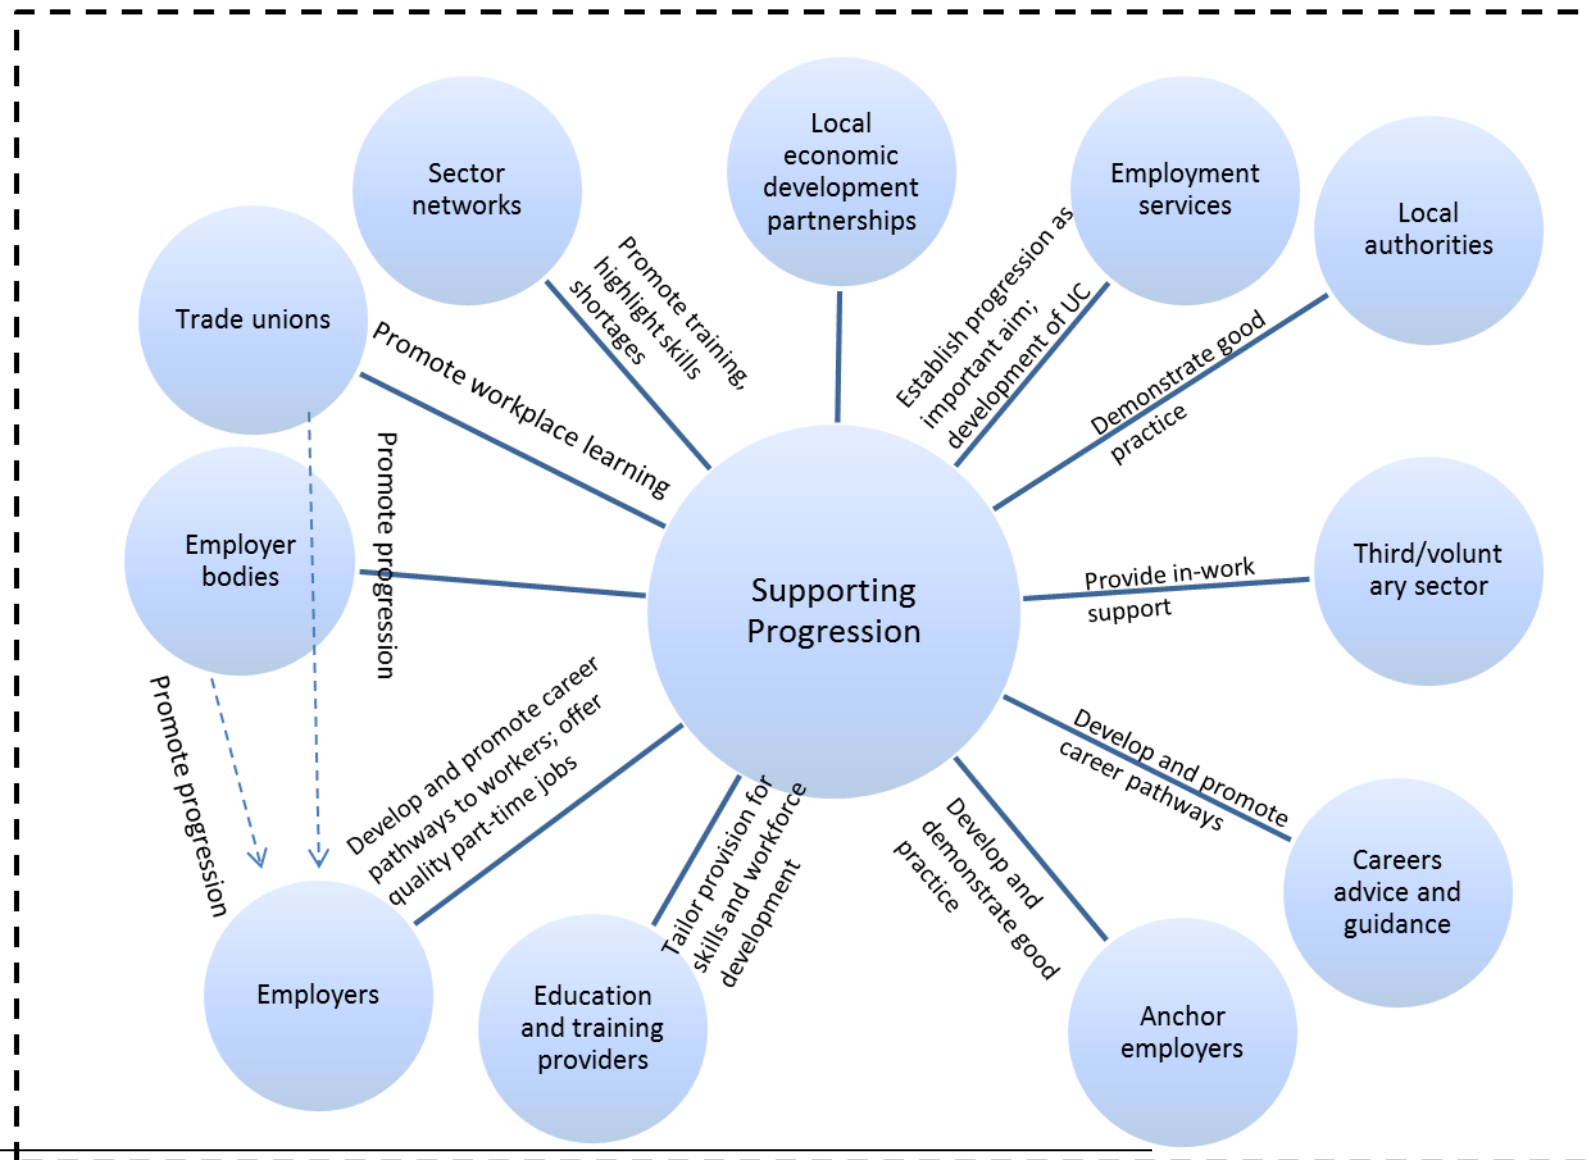 Local
economic
development
partnerships
Sector
networks
Employment
services
Local
authorities
Trade unions
Promote training,
highlight skills
shortages
Establish progression as
important aim;
development of UC
Demonstrate good
practice
Promote workplace learning
Promote progression
Employer
bodies
Supporting
Progression
Third/volunt
ary sector
Provide in-work
support
Promote progression
Develop and promote career
pathways to workers; offer
quality part-time jobs
Tailor provision for
skills and workforce
development
Develop and
demonstrate good
practice
Develop and promote
career pathways
Careers
advice and
guidance
Employers
Education
and training
providers
Anchor
employers